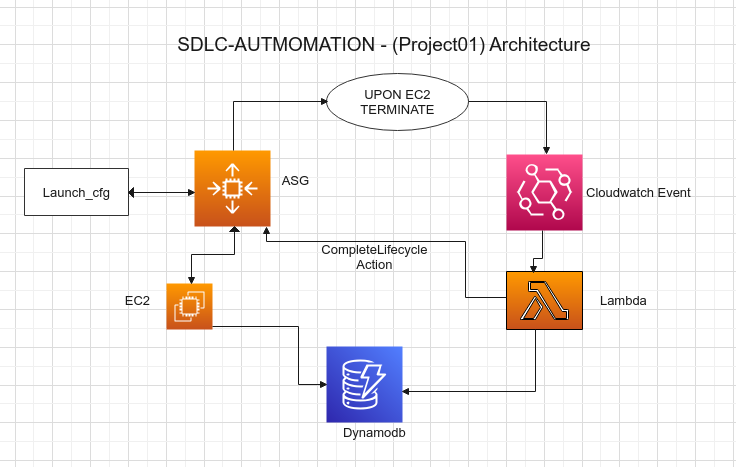 SDLC-AUTMOMATION - (Project01) Architecture
UPON EC2
TERMINATE
Launch_cfg
ASG
Cloudwatch Event
CompleteLifecycle
Action
EC2
Lambda
Dynamodb